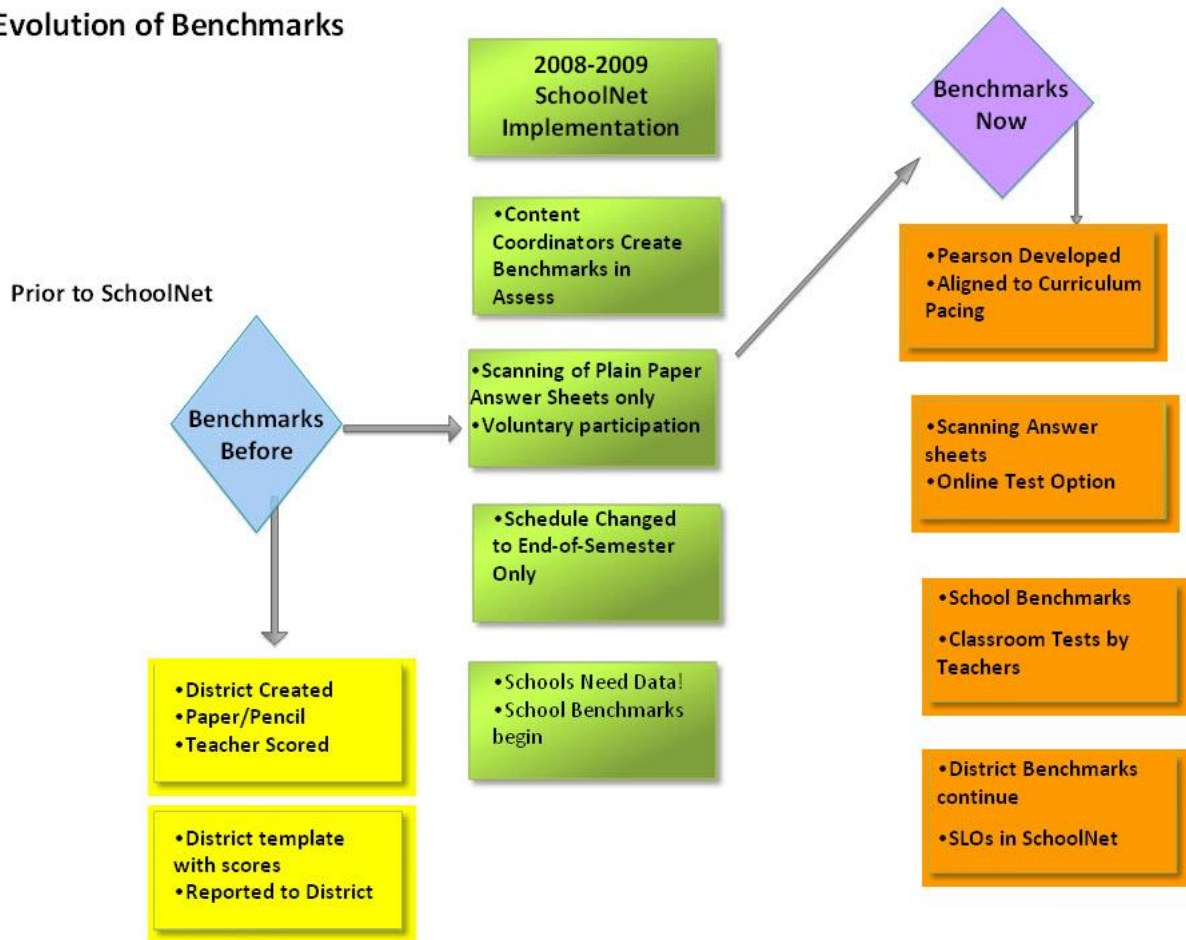 Evolution of Benchmarks
Prior to SchoolNet
Benchmarks
Before
•District Created
•Paper/Pencil
•Teacher Scored
•District template
with scores
•Reported to District
2008-2009
SchoolNet
Implementation
•Content
Coordinators Create
Benchmarks in
Assess
•Scanning of Plain Paper
Answer Sheets only
•Voluntary participation
•Schedule Changed
to End-of-Semester
Only
•Schools Need Data!
•School Benchmarks
begin
Benchmarks
Now
•Pearson Developed
•Aligned to Curriculum
Pacing
•Scanning Answer
sheets
•Online Test Option
•School Benchmarks
•Classroom Tests by
Teachers
•District Benchmarks
continue
•SLOs in SchoolNet